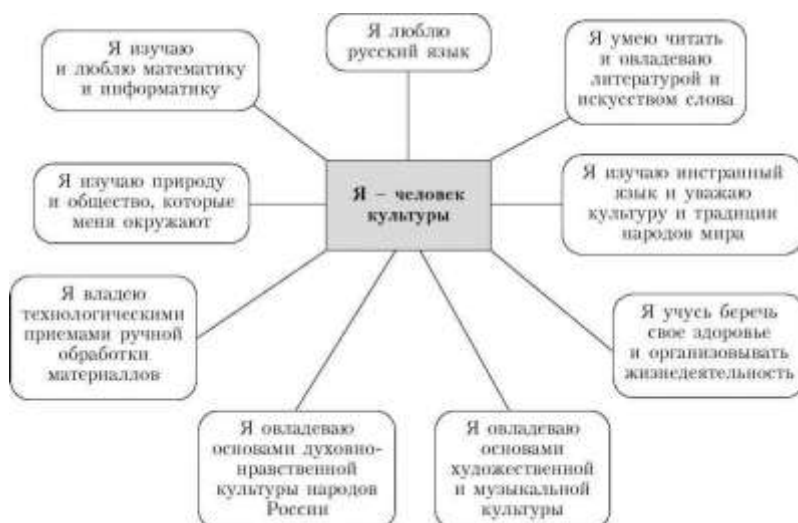 Я изучаю
и люблю математику
и информатику
Я люблю
русский язык
Я умею читать
и овладеваю
литературой и
искусством слова
Я изучаю природу
и общество, которые
меня окружают
Я – человек
культуры
Я изучаю инстранный
язык и уважаю
культуру и традиции
народов мира
Я владею
технологическими
приемами ручной
обработки
материаллов
Я учусь беречь
свое здоровье
и организовывать
жизнедеятельность
Я овладеваю
основами духовно-
нравственной
культуры народов
России
Я овладеваю
основами
художественной
и музыкальной
культуры